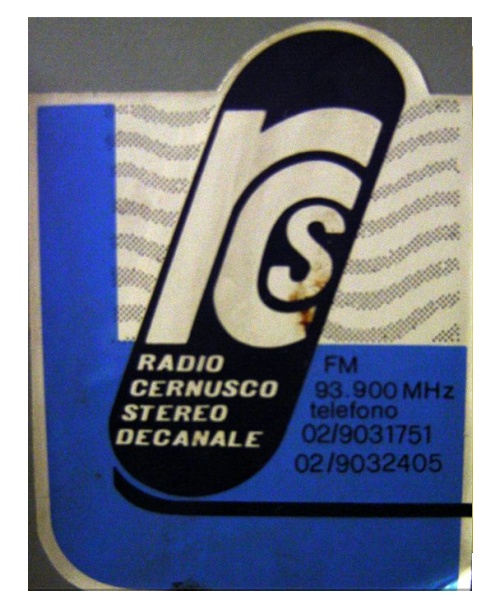 rcs
RADIO
CERNUSCO
STEREO
DECANALE
FM
93.900 MHz
telefono
02/9031751
02/9032405